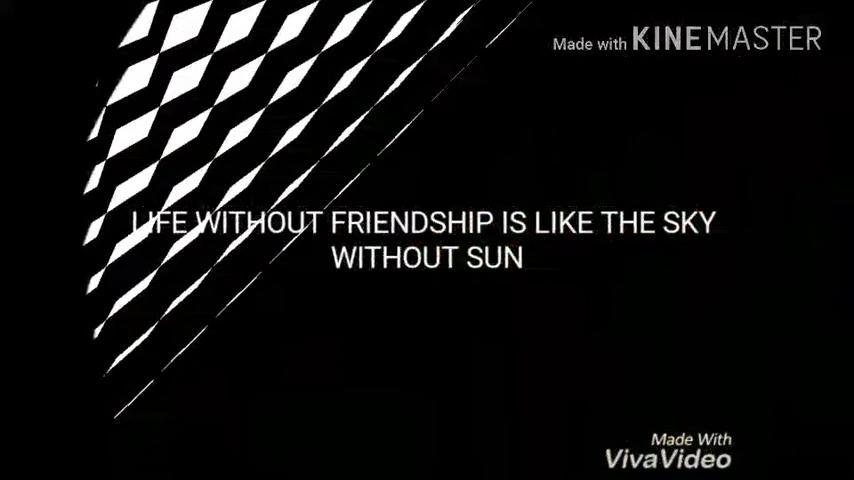 Made with KINEMASTER
LIFE WITHOUT FRIENDSHIP IS LIKE THE SKY
WITHOUT SUN
Made With
VivaVideo